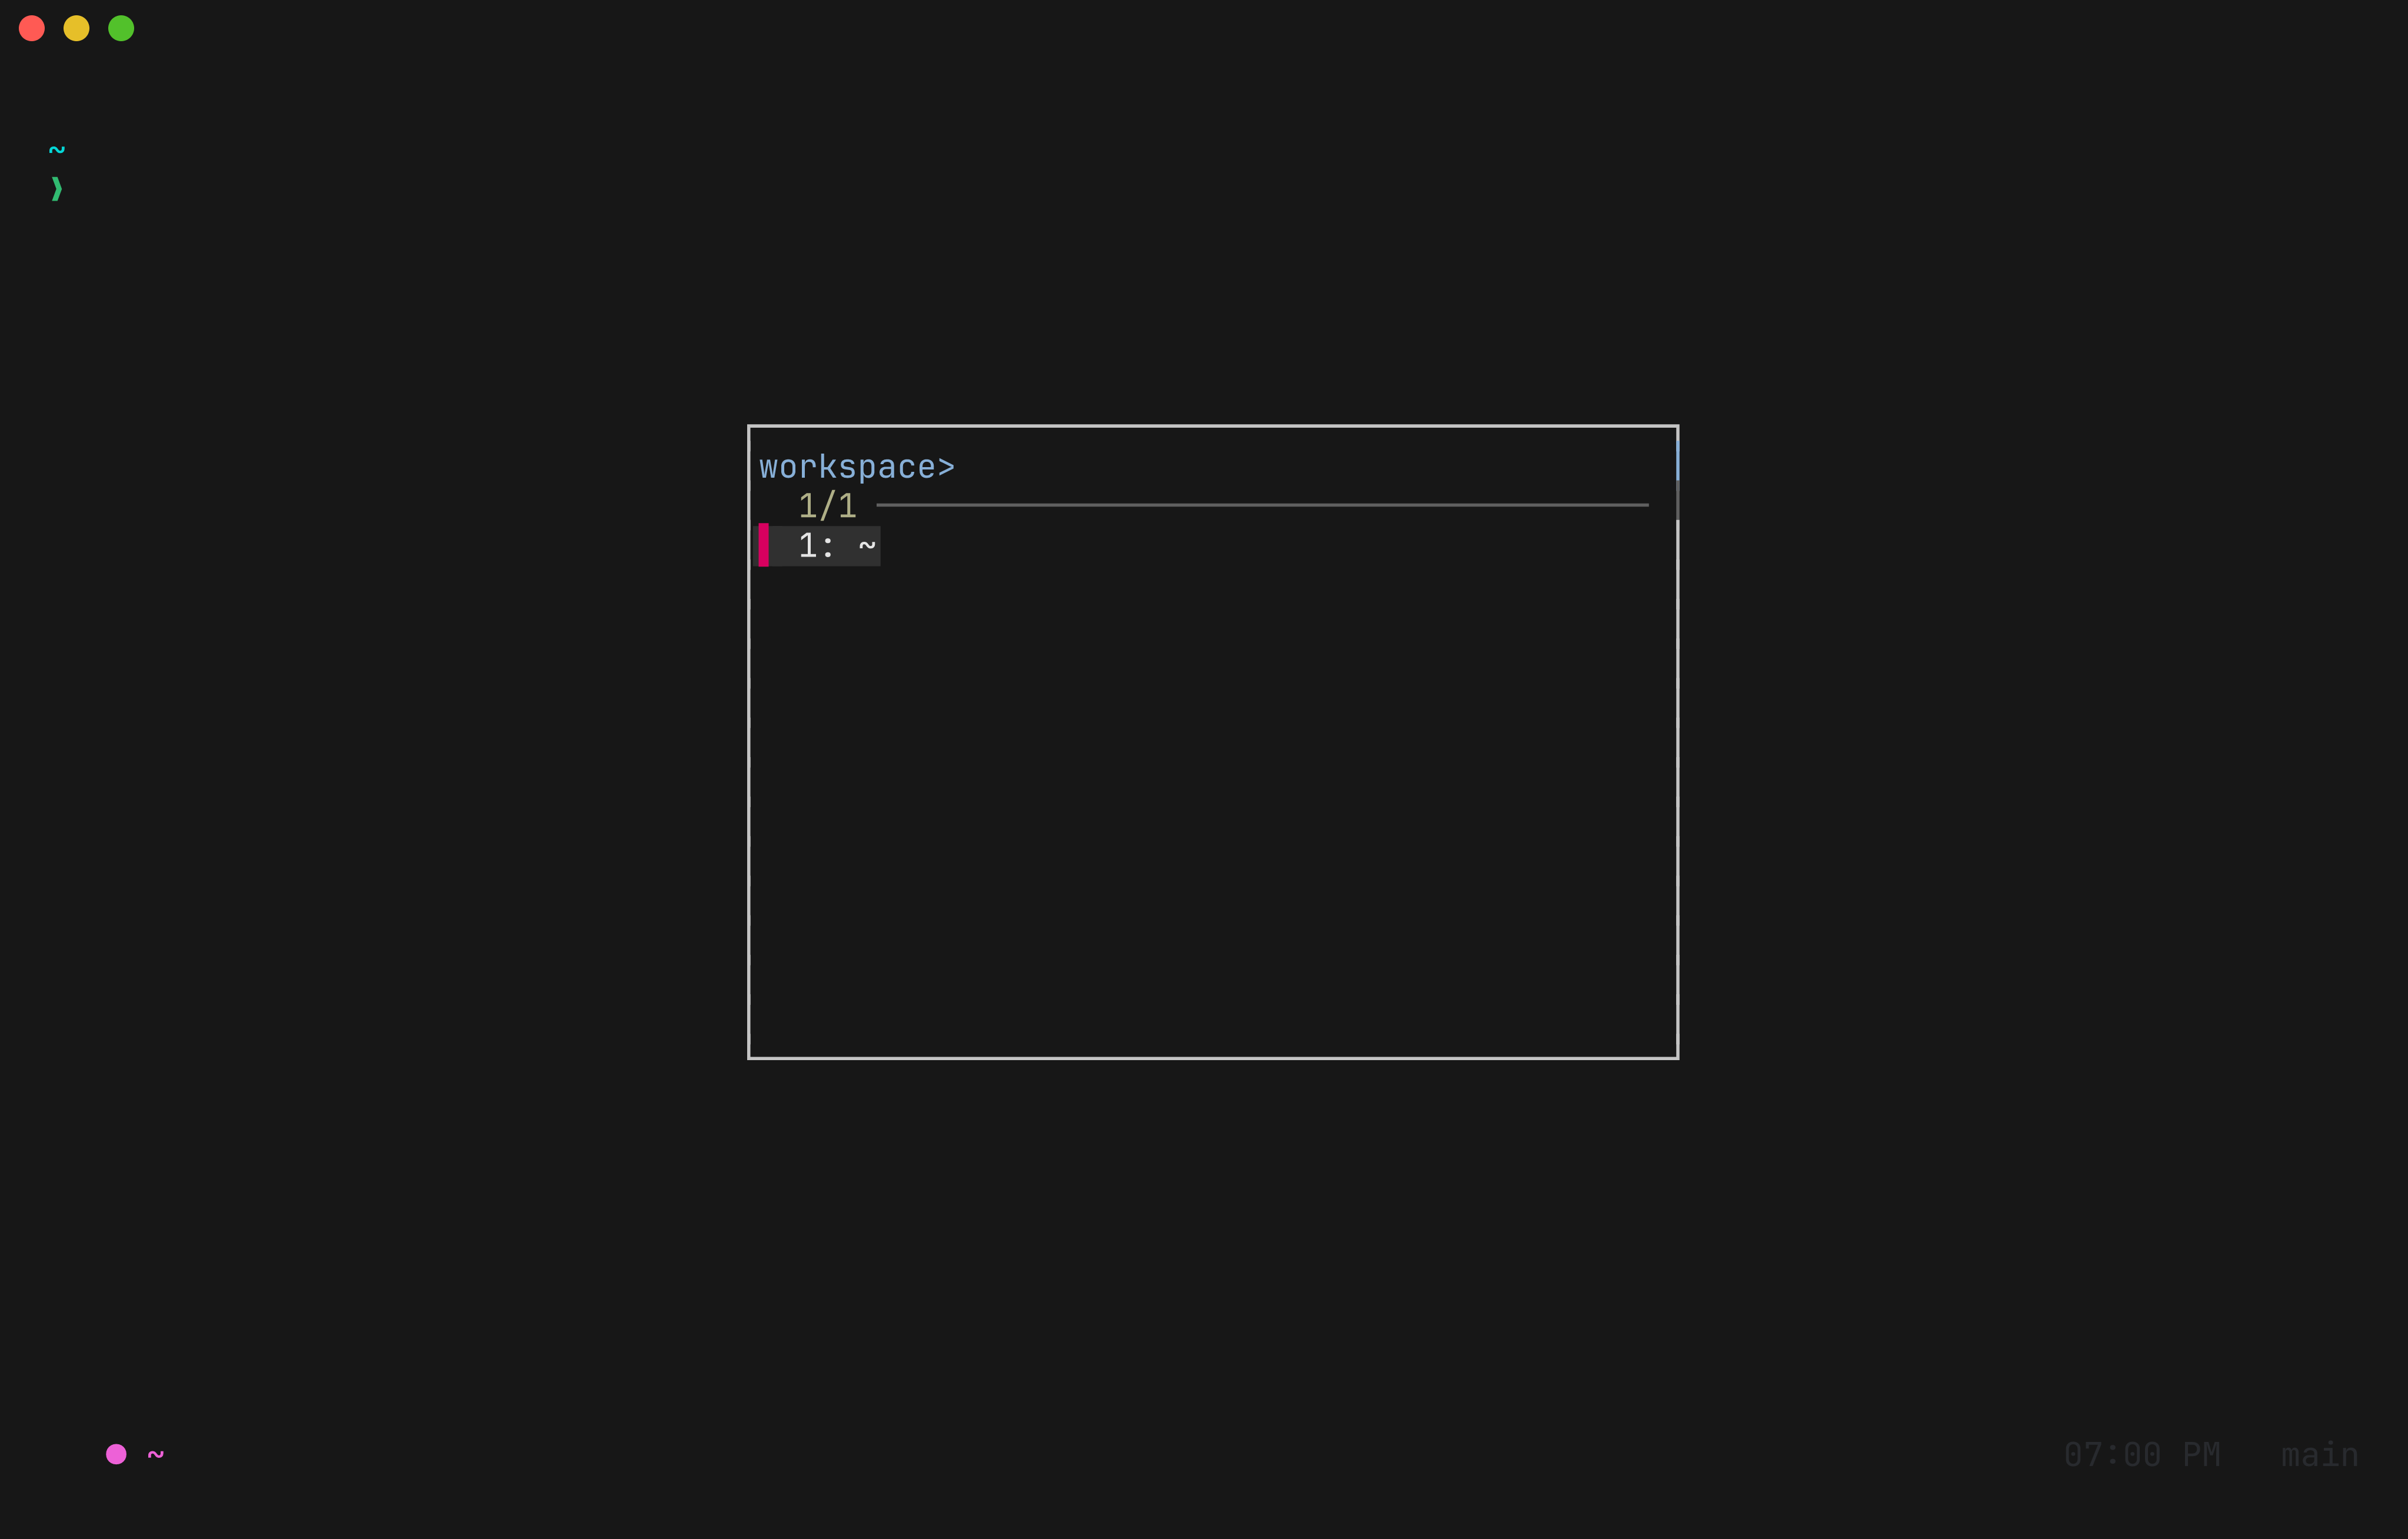 ~
❯
workspace>
1/1
1: ~
● ~
07:00 PM main